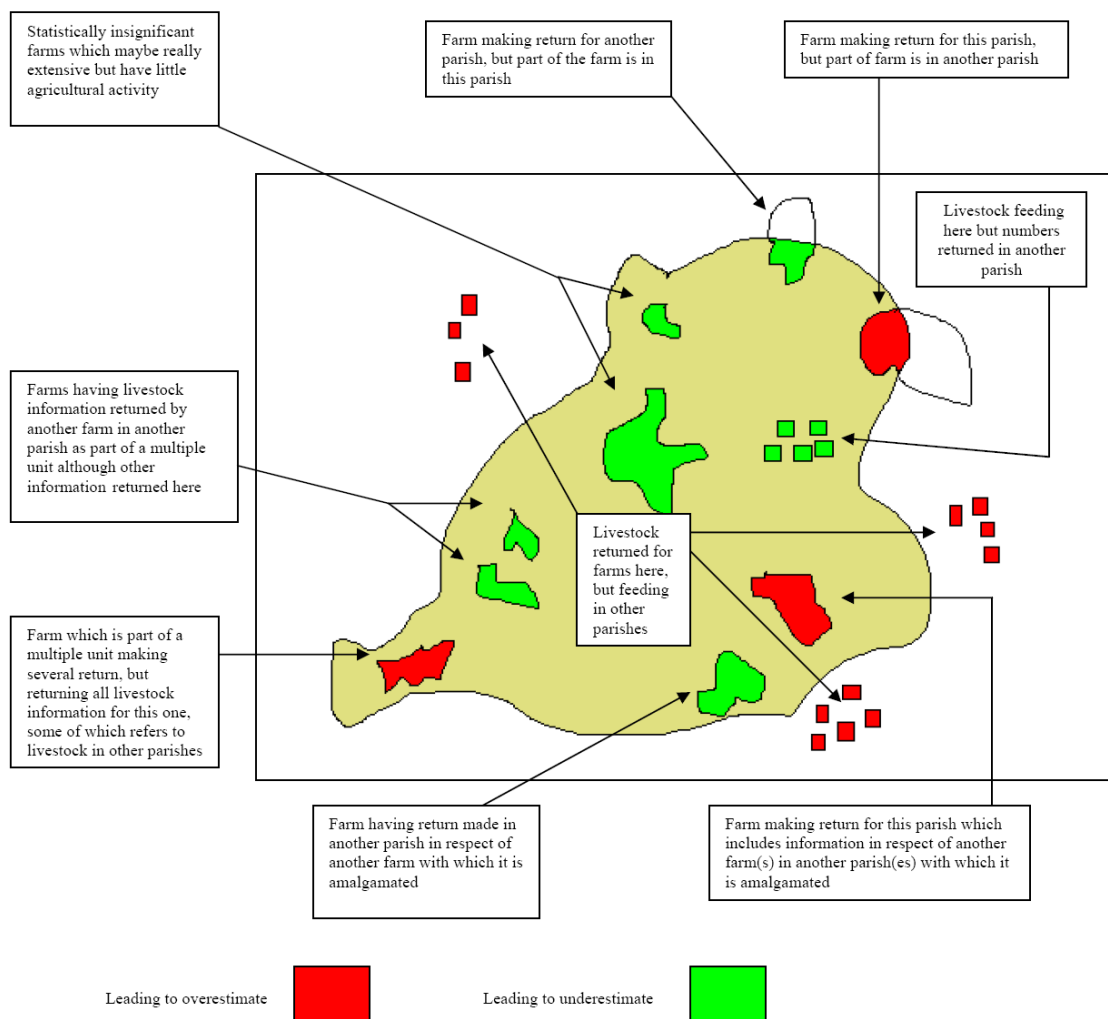 Statistically insignificant
farms which maybe really
extensive but have little
agricultural activity
Farm making return for another
parish, but part of the farm is in
this parish
Farm making return for this parish,
but part of farm is in another parish
Livestock feeding
here but numbers
returned in another
parish
Farms having livestock
information returned by
another farm in another
parish as part of a multiple
unit although other
information returned here
Livestock
returned for
farms here,
but feeding
in other
parishes
Farm which is part of a
multiple unit making
several return, but
returning all livestock
information for this one,
some of which refers to
livestock in other parishes
Farm having return made in
another parish in respect of
another farm with which it is
amalgamated
Farm making return for this parish which
includes information in respect of another
farm(s) in another parish(es) with which it
is amalgamated
Leading to overestimate
Leading to underestimate